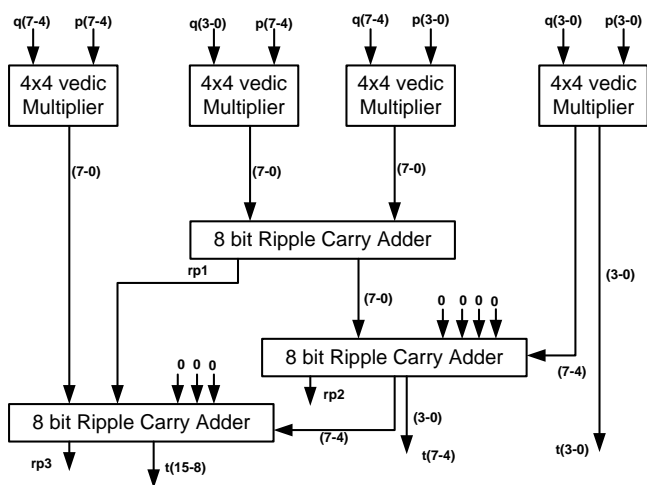 q(7-4) p(7-4) q(3-0) p(7-4) q(7-4) p(3-0) q(3-0) p(3-0)
4x4 vedic Multiplier
4x4 vedic Multiplier
4x4 vedic Multiplier
4x4 vedic Multiplier
(7-0)
(7-0)
(7-0)
8 bit Ripple Carry Adder
rp1
(7-0)
(3-0)
0 0 0 0
8 bit Ripple Carry Adder
(7-4)
0 0 0
rp2
8 bit Ripple Carry Adder
(7-4)
(3-0)
t(7-4)
t(3-0)
rp3
t(15-8)